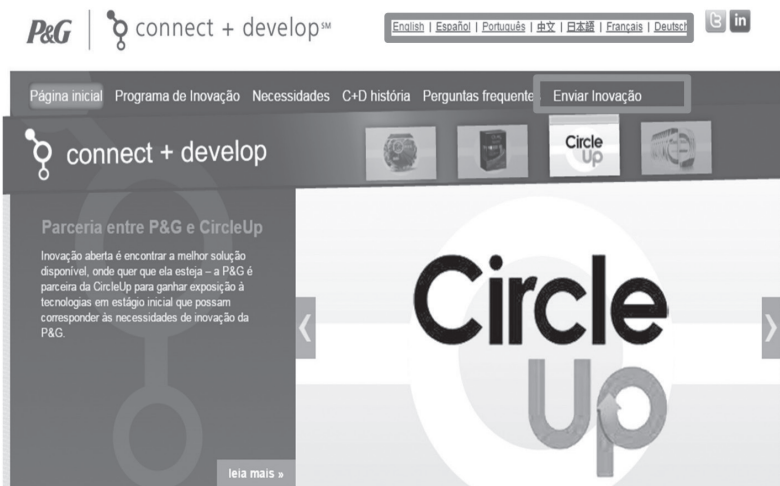 P&G connect + develop℠
English | Español | Português | 中文 | 日本語 | Français | Deutsch
in
Página inicial Programa de Inovação Necessidades C+D história Perguntas frequente Enviar Inovação
connect + develop
Circle Up
Parceria entre P&G e CircleUp
Inovação aberta é encontrar a melhor solução
disponível, onde quer que ela esteja – a P&G é
parceira da CircleUp para ganhar exposição à
tecnologias em estágio inicial que possam
corresponder às necessidades de inovação da
P&G.
Circle
Up
leia mais »